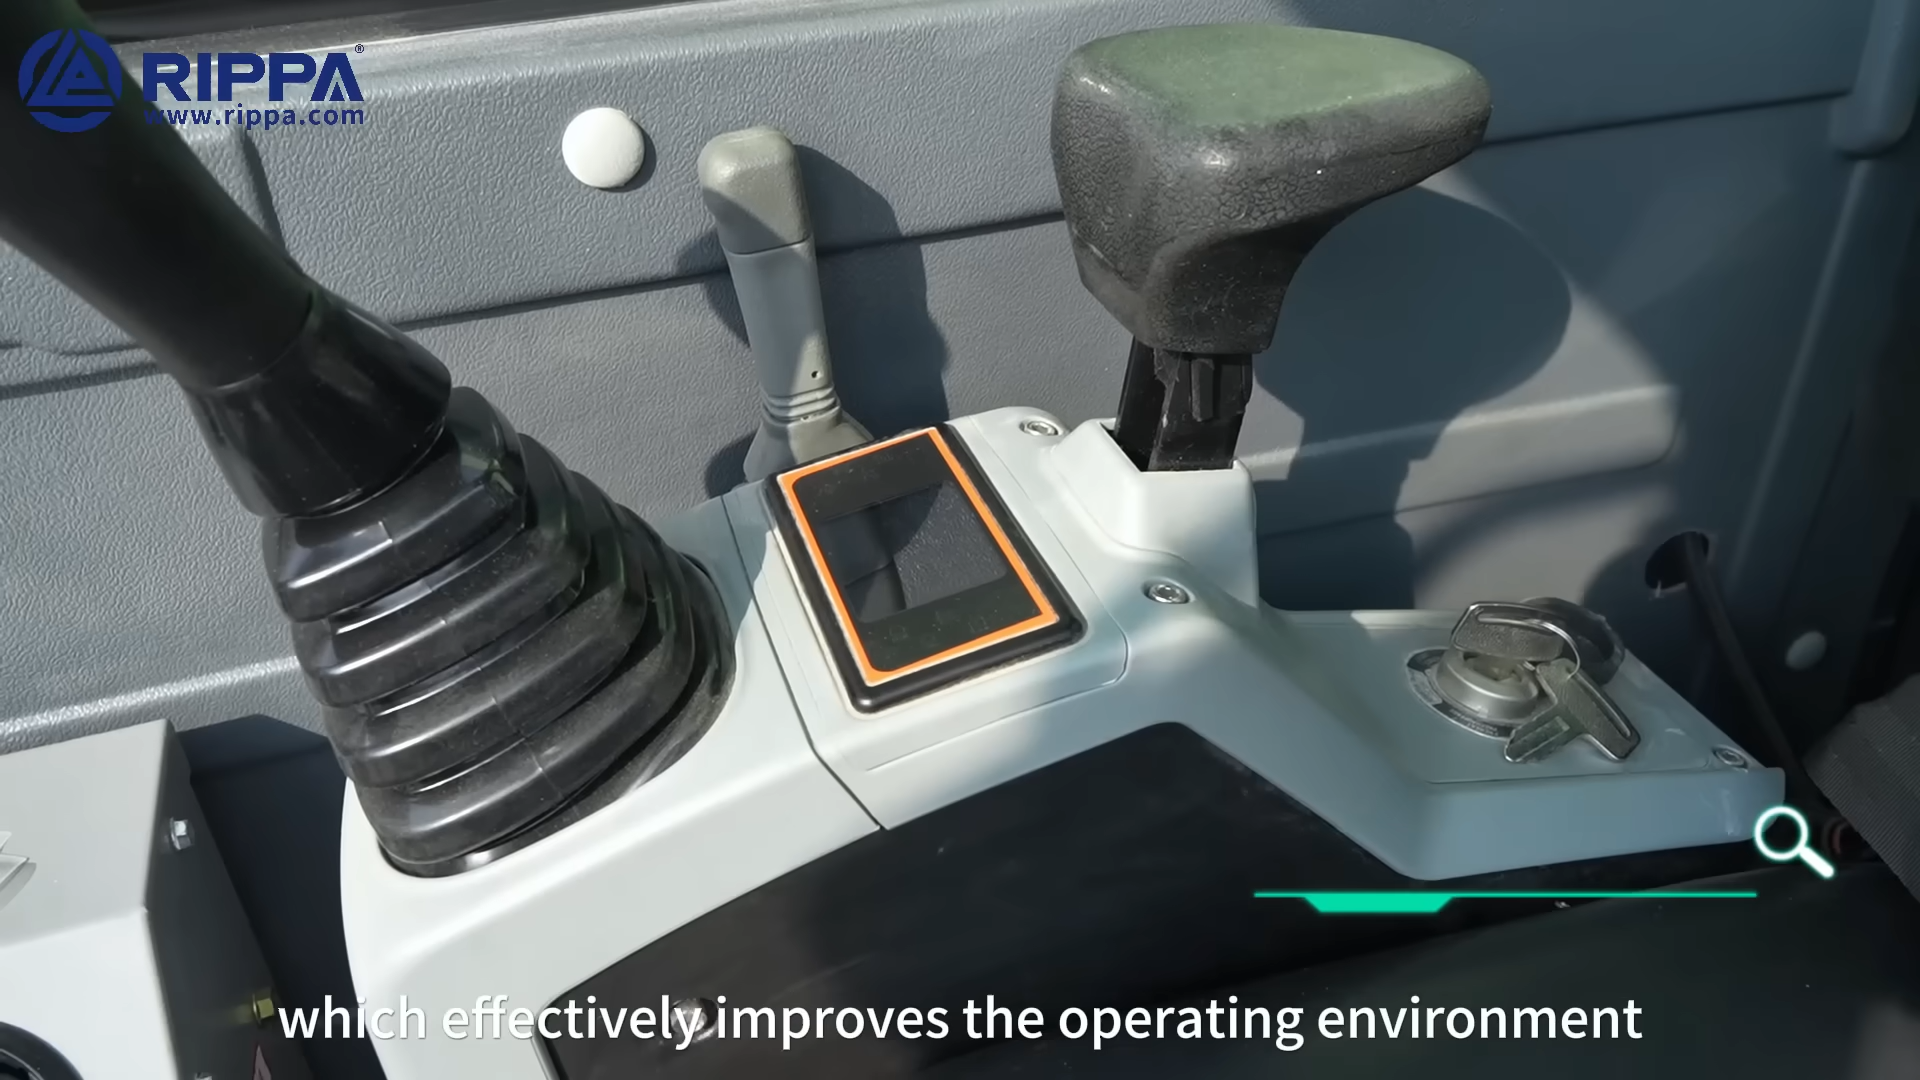 RIPPA®
www.rippa.com
which effectively improves the operating environment